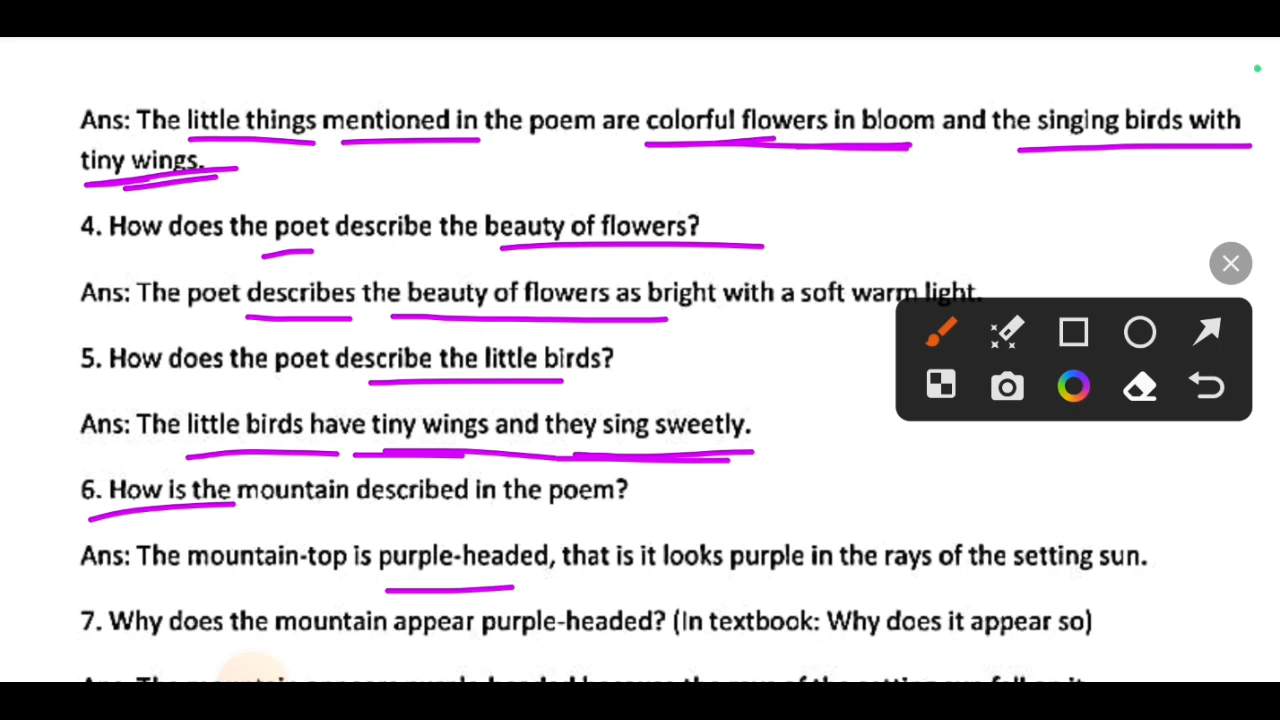 Ans: The little things mentioned in the poem are colorful flowers in bloom and the singing birds with
tiny wings.
4. How does the poet describe the beauty of flowers?
Ans: The poet describes the beauty of flowers as bright with a soft warm light.
5. How does the poet describe the little birds?
Ans: The little birds have tiny wings and they sing sweetly.
6. How is the mountain described in the poem?
Ans: The mountain-top is purple-headed, that is it looks purple in the rays of the setting sun.
7. Why does the mountain appear purple-headed? (In textbook: Why does it appear so)